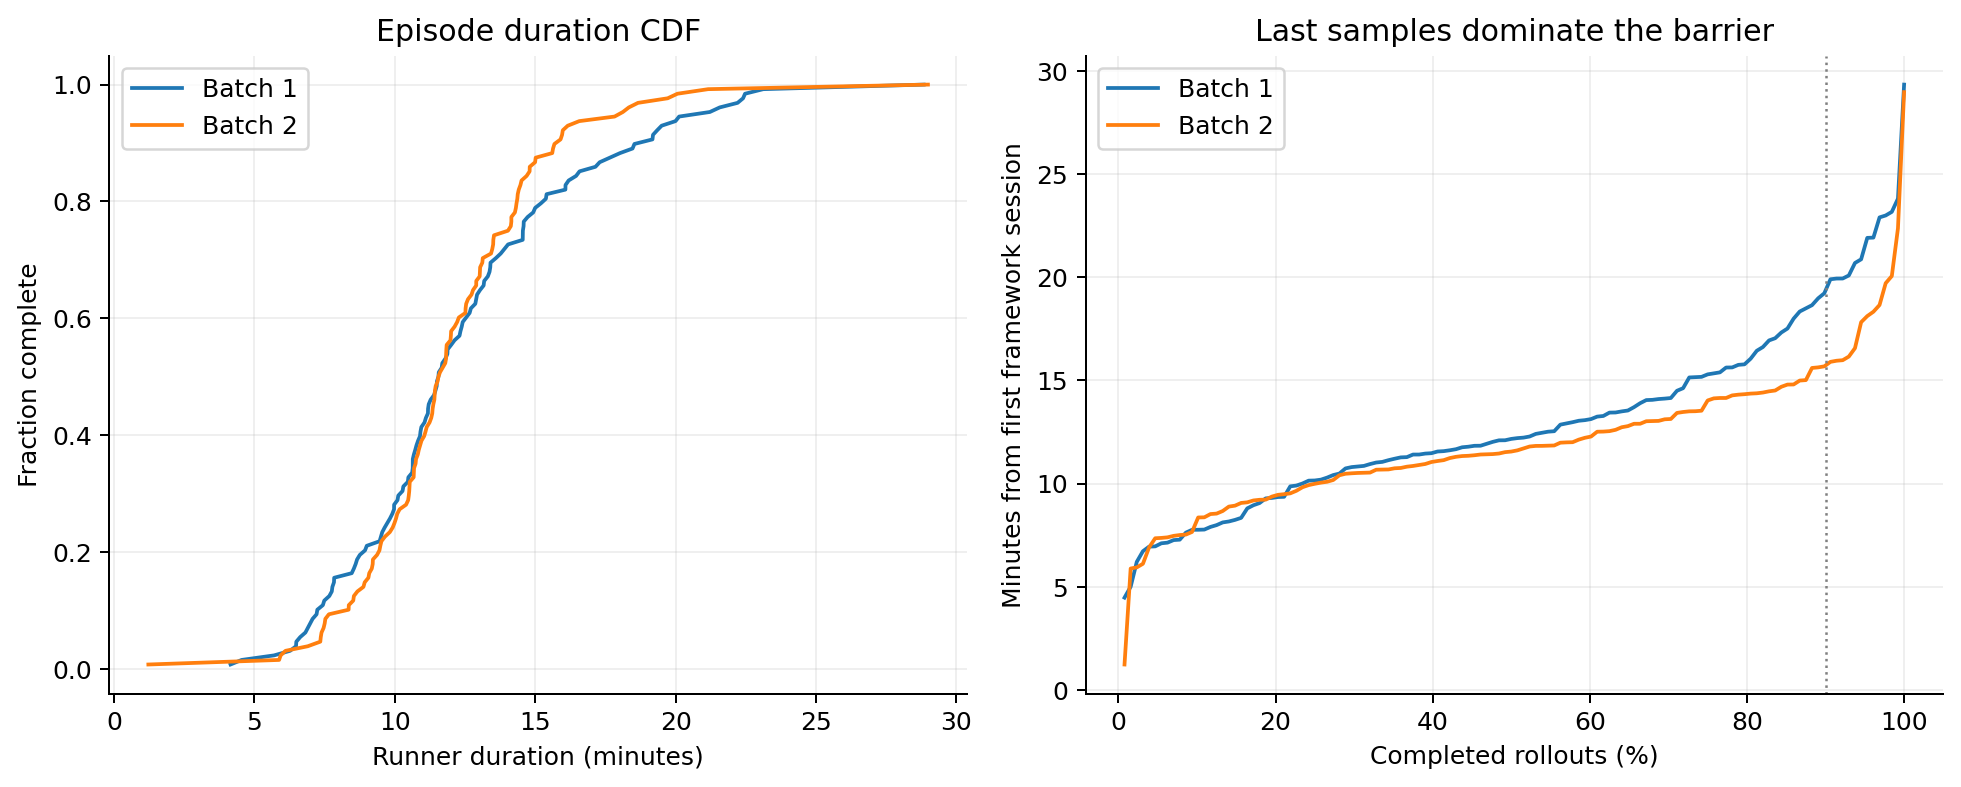 Episode duration CDF
Batch 1
Batch 2
1.0
0.8
0.6
0.4
0.2
0.0
Fraction complete
0
5
10
15
20
25
30
Runner duration (minutes)
Last samples dominate the barrier
Batch 1
Batch 2
30
25
20
15
10
5
0
Minutes from first framework session
0
20
40
60
80
100
Completed rollouts (%)